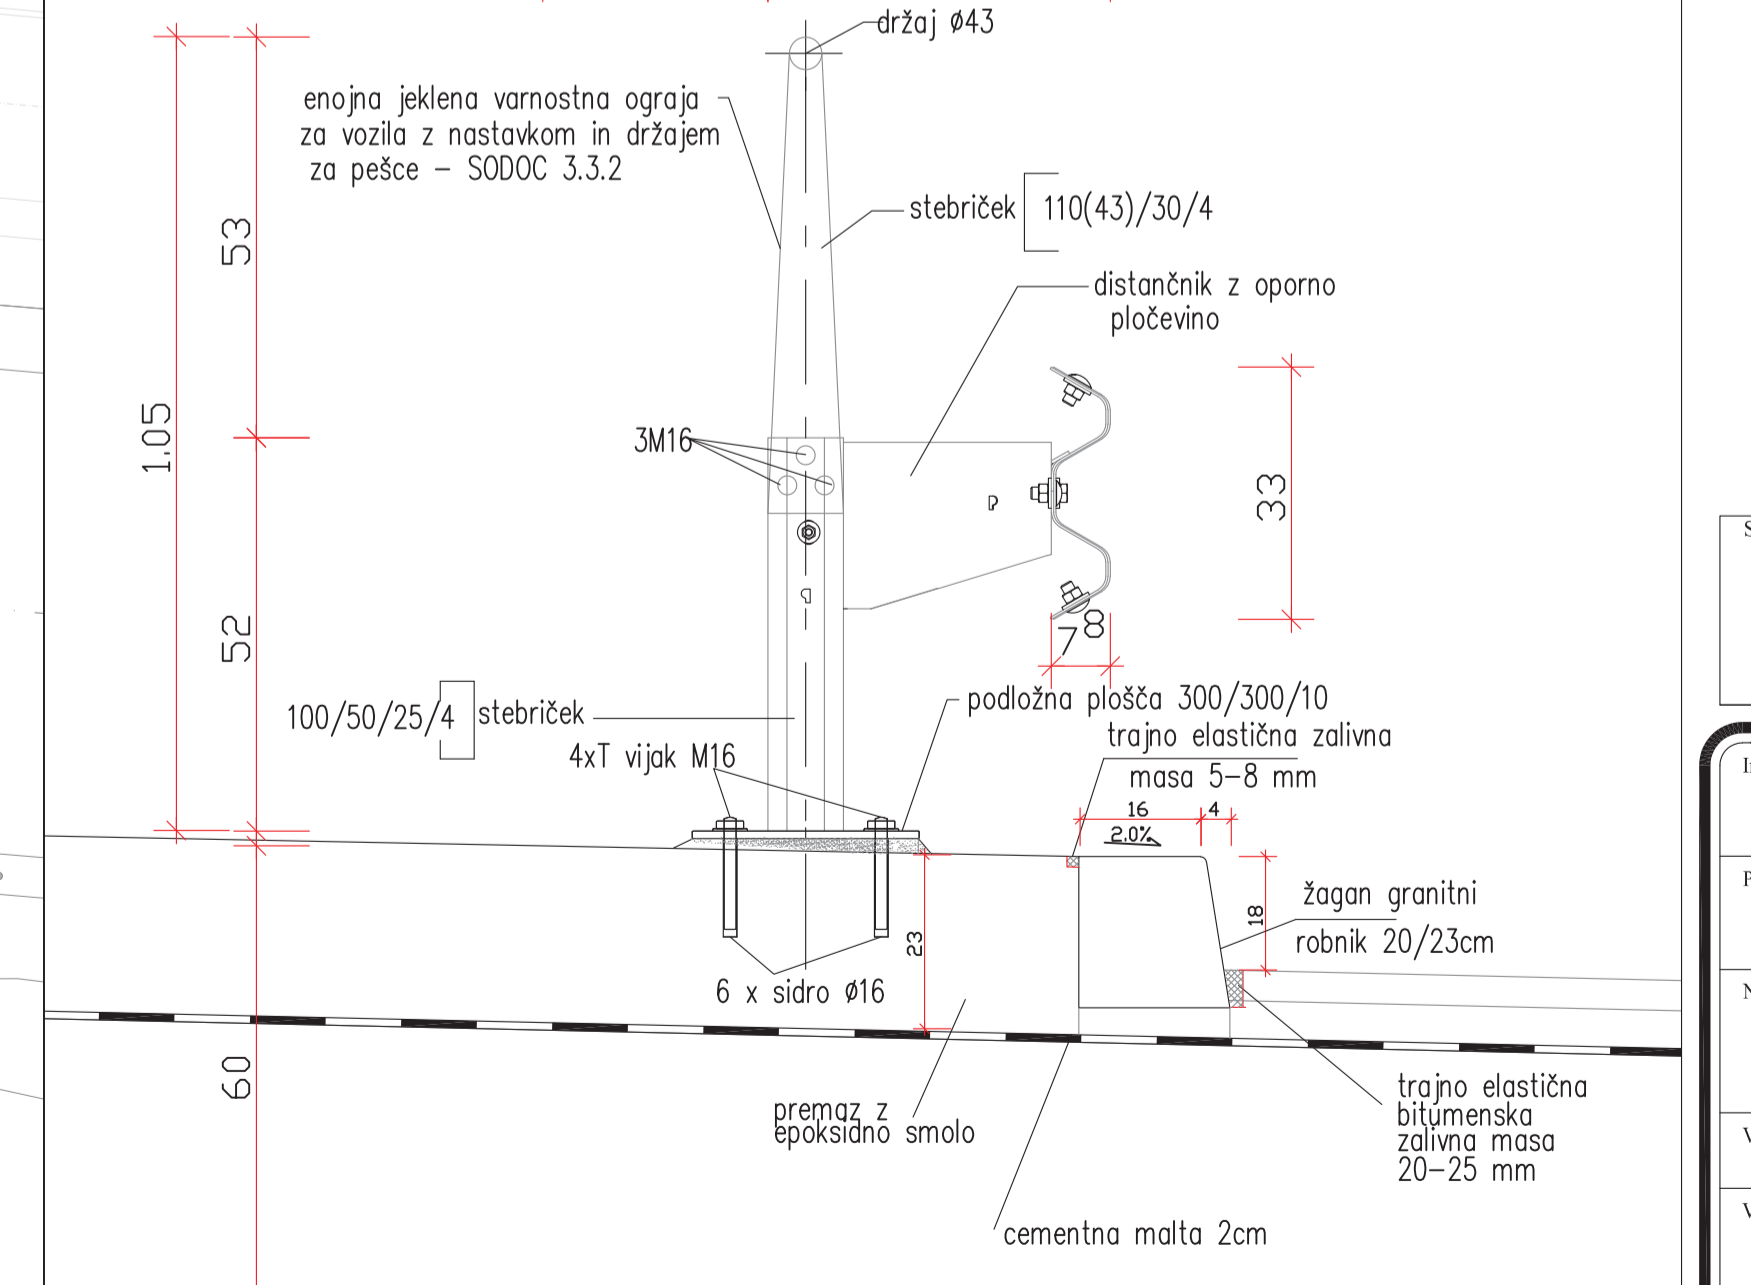 držaj ø43
enojna jeklena varnostna ograja
za vozila z nastavkom in držajem
za pešce – SODOC 3.3.2
stebriček
110(43)/30/4
distančnik z oporno
pločevino
53
1.05
3M16
33
52
7
8
100/50/25/4
stebriček
4xT vijak M16
podložna plošča 300/300/10
trajno elastična zalivna
masa 5–8 mm
16
4
2.0%
žagan granitni
robnik 20/23cm
18
23
6 x sidro ø16
60
premaz z
epoksidno smolo
trajno elastična
bitumenska
zalivna masa
20–25 mm
cementna malta 2cm